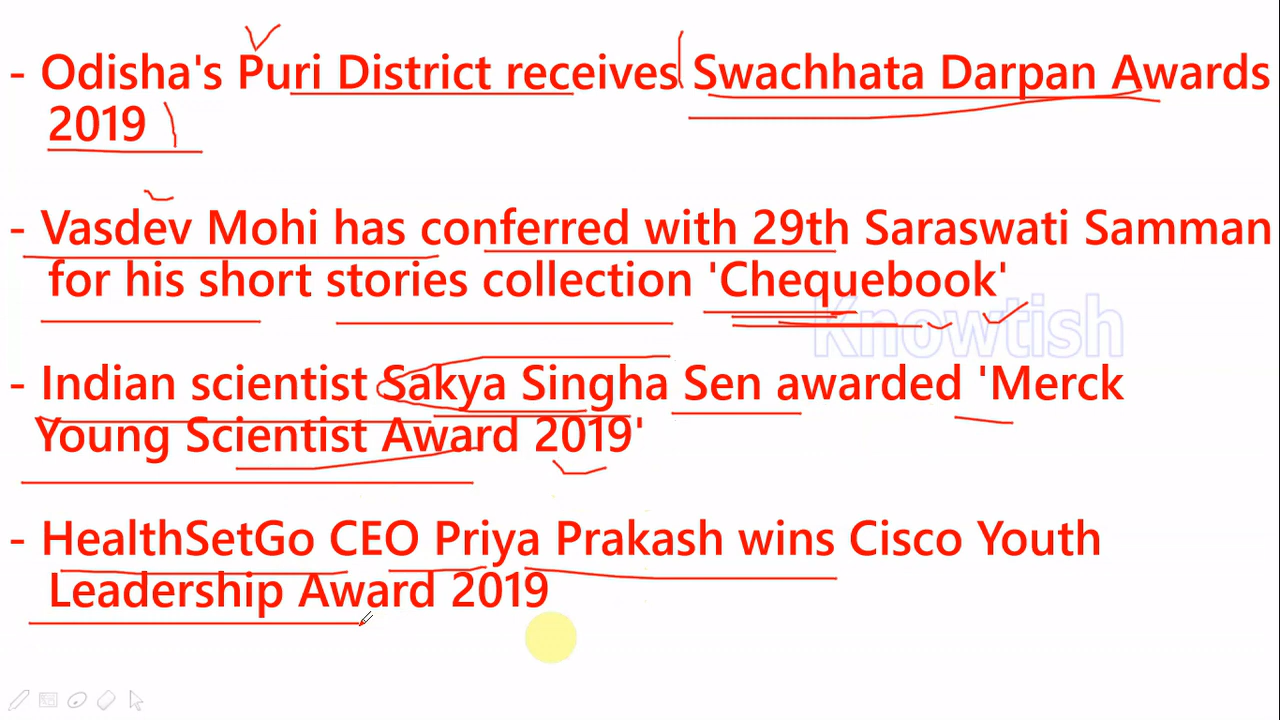 - Odisha's Puri District receives Swachhata Darpan Awards
2019
- Vasdev Mohi has conferred with 29th Saraswati Samman
for his short stories collection 'Chequebook'
Knowtish
- Indian scientist Sakya Singha Sen awarded 'Merck
Young Scientist Award 2019'
- HealthSetGo CEO Priya Prakash wins Cisco Youth
Leadership Award 2019